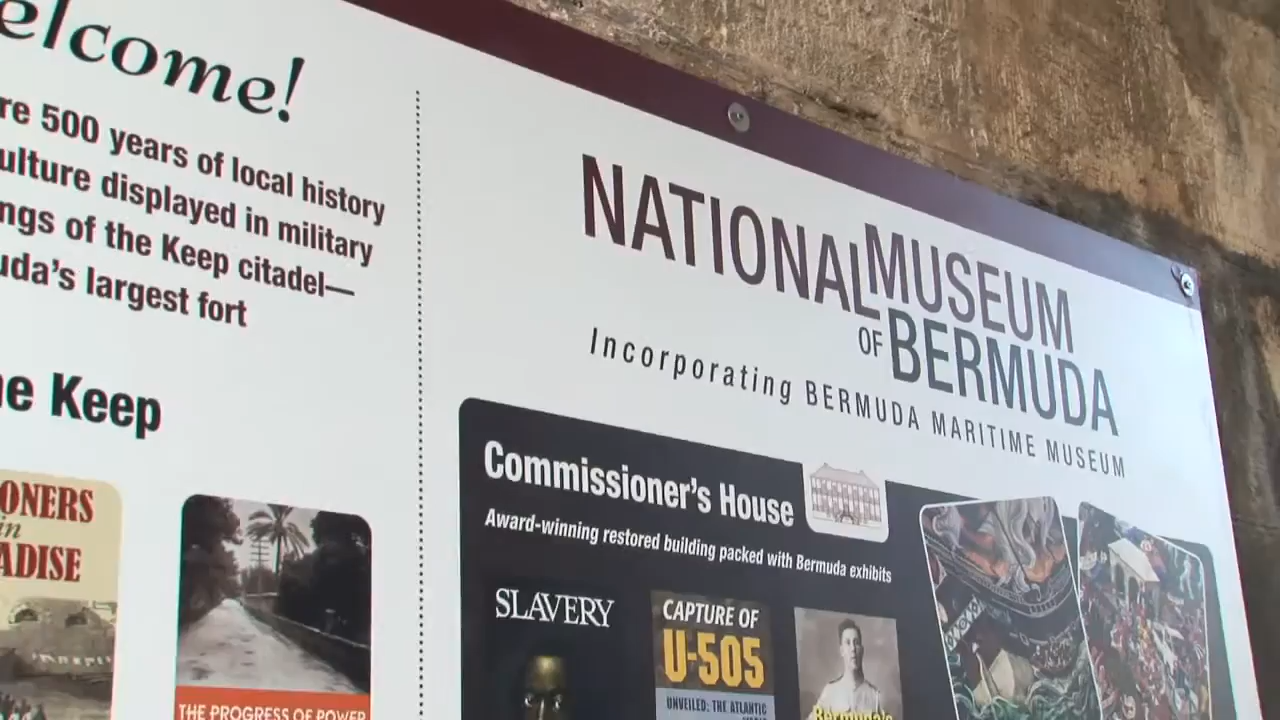 elcome!
re 500 years of local history
ulture displayed in military
ngs of the Keep citadel—
uda's largest fort
e Keep
ONERS
in
ADISE
THE PROGRESS OF POWER
NATIONAL MUSEUM
OF BERMUDA
Incorporating BERMUDA MARITIME MUSEUM
Commissioner's House
Award-winning restored building packed with Bermuda exhibits
SLAVERY
CAPTURE OF
U-505
UNVEILED: THE ATLANTIC
Bermuda's